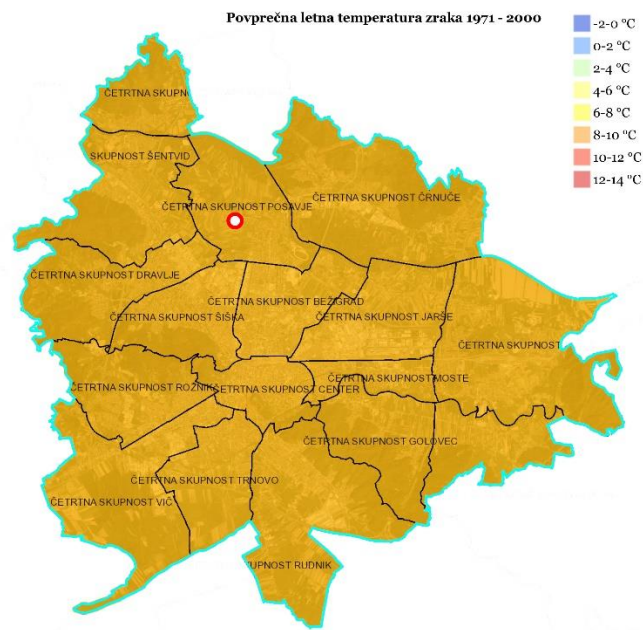 Povprečna letna temperatura zraka 1971 - 2000
-2-0 °C
0-2 °C
2-4 °C
4-6 °C
6-8 °C
8-10 °C
10-12 °C
12-14 °C
ČETRTNA SKUPN
SKUPNOST ŠENTVID
ČETRTNA SKUPNOST POSAVJE
ČETRTNA SKUPNOST ČRNUČE
ČETRTNA SKUPNOST DRAVLJE
ČETRTNA SKUPNOST BEŽIGRAD
ČETRTNA SKUPNOST ŠIŠKA
ČETRTNA SKUPNOST JARŠE
ČETRTNA SKUPNOST
ČETRTNA SKUPNOST ROŽNIK
ČETRTNA SKUPNOST CENTER
ČETRTNA SKUPNOST MOSTE
ČETRTNA SKUPNOST GOLOVEC
ČETRTNA SKUPNOST TRNOVO
ČETRTNA SKUPNOST VIČ
KUPNOST RUDNIK